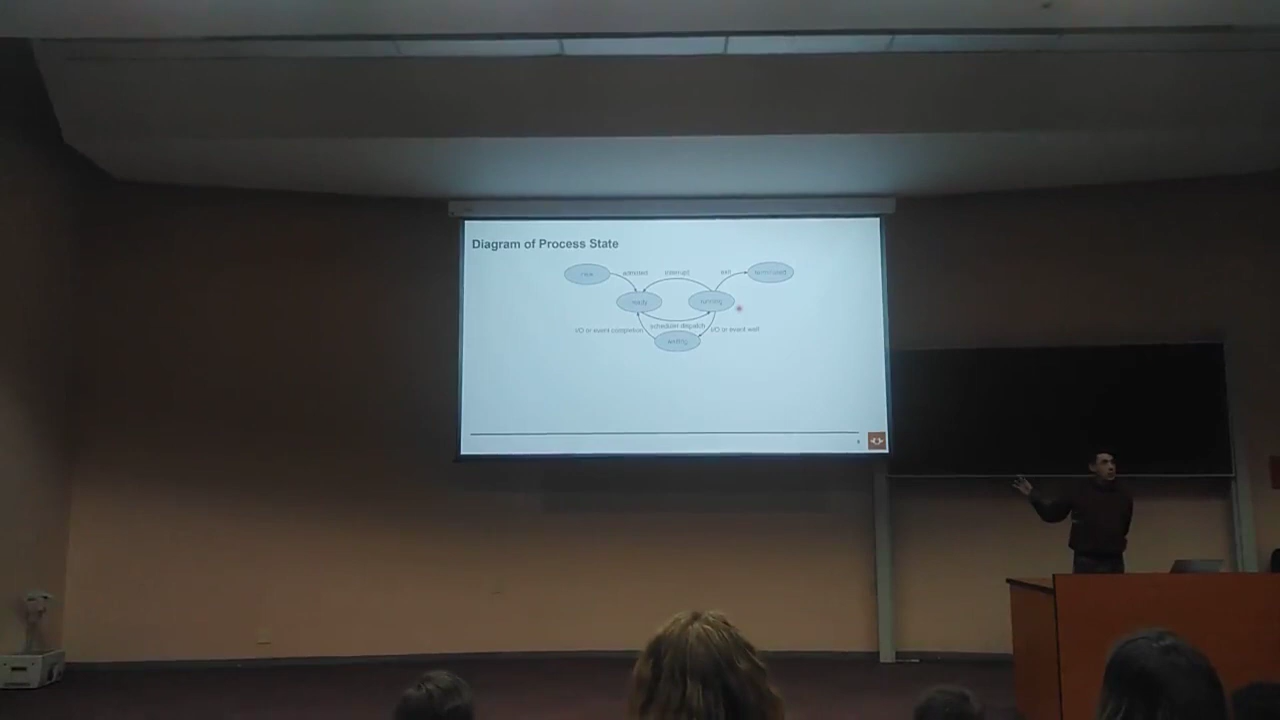 Diagram of Process State
new
admitted
interrupt
exit
terminated
ready
running
I/O or event completion
scheduler dispatch
I/O or event wait
waiting